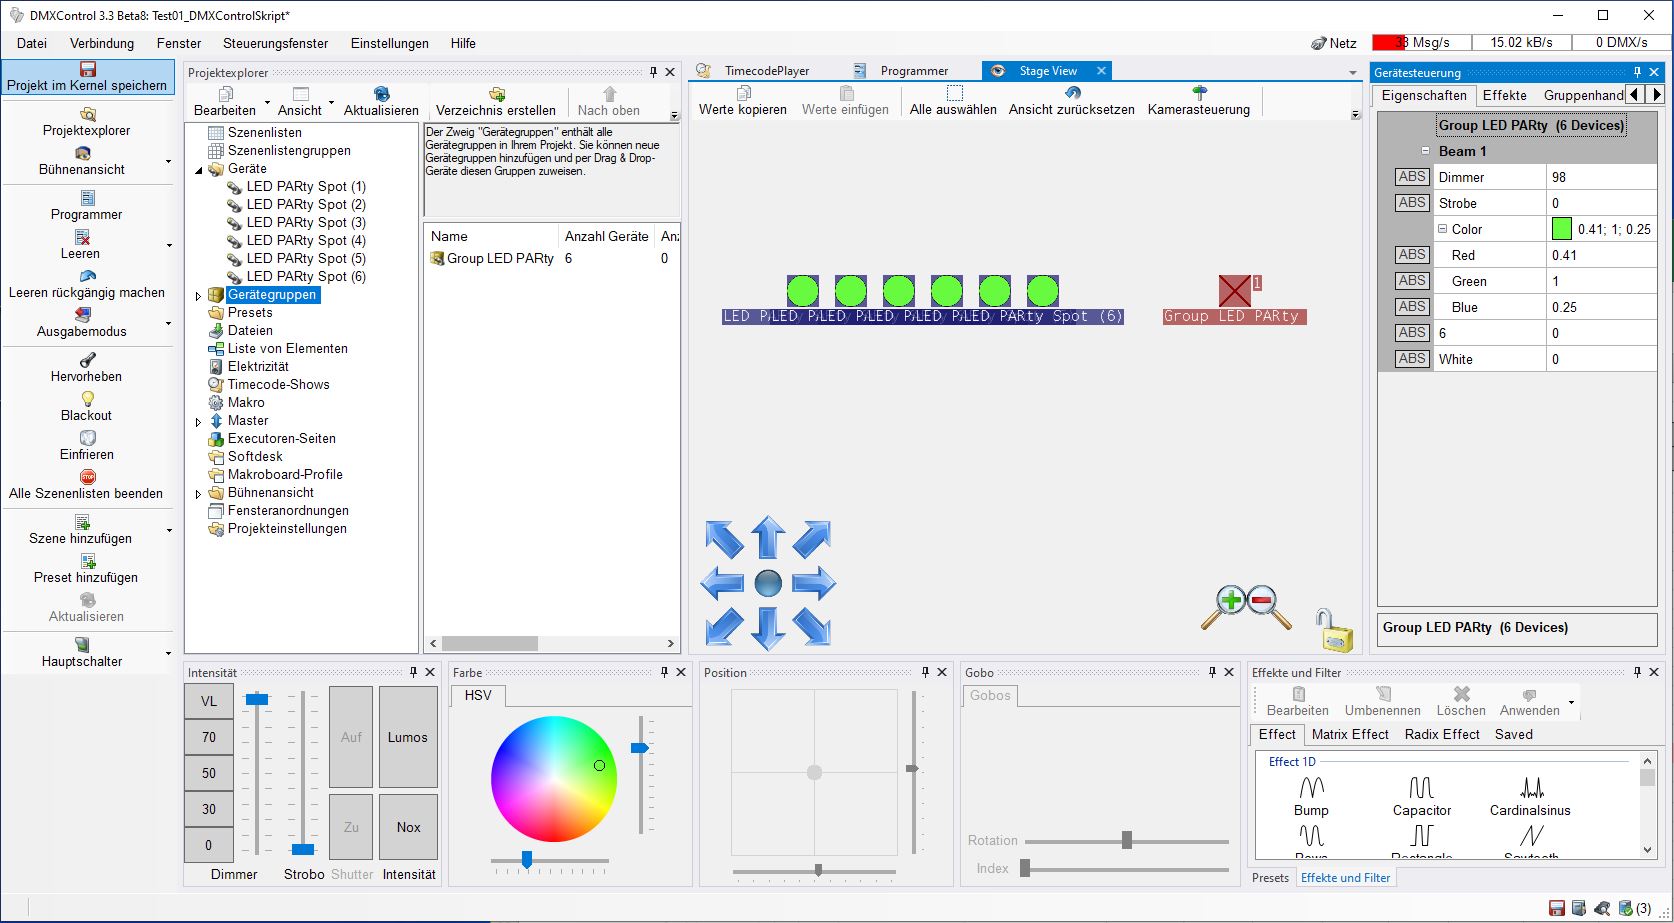 DMXControl 3.3 Beta8: Test01_DMXControlSkript*
Datei Verbindung Fenster Steuerungsfenster Einstellungen Hilfe
Netz 33 Msg/s 15.02 kB/s 0 DMX/s
Projekt im Kernel speichern
Projektexplorer
Bühnenansicht
Programmer
Leeren
Leeren rückgängig machen
Ausgabemodus
Hervorheben
Blackout
Einfrieren
STOP
Alle Szenenlisten beenden
Szene hinzufügen
Preset hinzufügen
Aktualisieren
Hauptschalter
Projektexplorer
Bearbeiten Ansicht Aktualisieren Verzeichnis erstellen Nach oben
Szenenlisten
Szenenlistengruppen
Geräte
LED PARty Spot (1)
LED PARty Spot (2)
LED PARty Spot (3)
LED PARty Spot (4)
LED PARty Spot (5)
LED PARty Spot (6)
Gerätegruppen
Presets
Dateien
Liste von Elementen
Elektrizität
Timecode-Shows
Makro
Master
Executoren-Seiten
Softdesk
Makroboard-Profile
Bühnenansicht
Fensteranordnungen
Projekteinstellungen
Der Zweig "Gerätegruppen" enthält alle
Gerätegruppen in Ihrem Projekt. Sie können neue
Gerätegruppen hinzufügen und per Drag & Drop-
Geräte diesen Gruppen zuweisen.
Name Anzahl Geräte
Group LED PARty 6 0
TimecodePlayer Programmer Stage View
Werte kopieren Werte einfügen Alle auswählen Ansicht zurücksetzen Kamerasteuerung
1
LED P LED P LED P LED P LED P LED PARty Spot (6) Group LED PARty
Gerätesteuerung
Eigenschaften Effekte Gruppenhand
Group LED PARty (6 Devices)
Beam 1
ABS Dimmer 98
ABS Strobe 0
Color 0.41; 1; 0.25
ABS Red 0.41
ABS Green 1
ABS Blue 0.25
ABS 6 0
ABS White 0
Group LED PARty (6 Devices)
Intensität
VL
70
50
30
0
Auf Lumos
Zu Nox
Dimmer Strobo Shutter Intensität
Farbe
HSV
Position
Gobo
Gobos
Rotation
Index
Effekte und Filter
Bearbeiten Umbenennen Löschen Anwenden
Effect Matrix Effect Radix Effect Saved
Effect 1D
Bump Capacitor Cardinalsinus
Rectangle Sawtooth
Presets Effekte und Filter
(3)